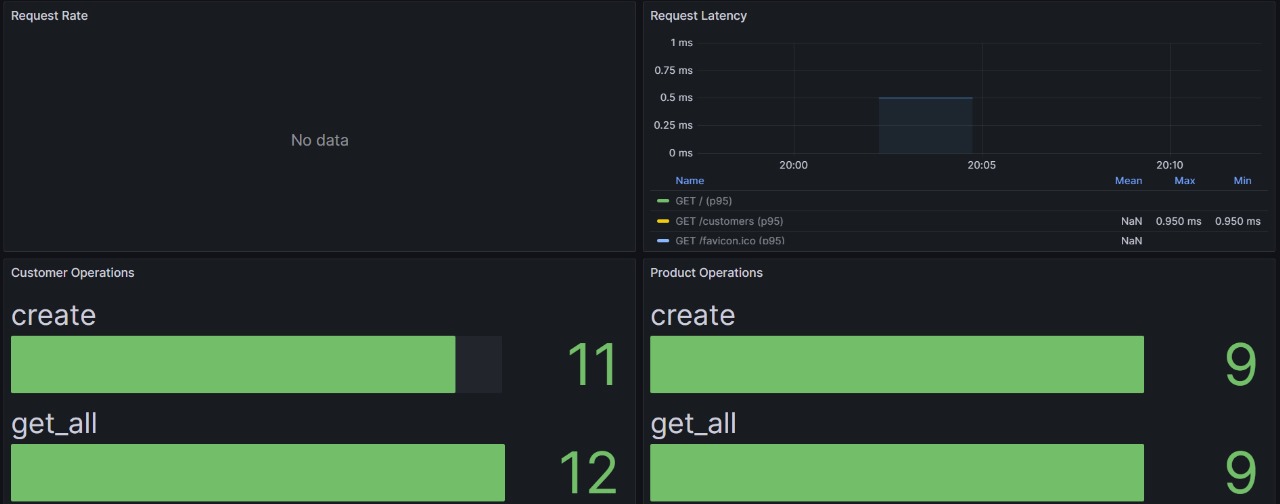 Request Rate
No data
Request Latency
1 ms
0.75 ms
0.5 ms
0.25 ms
0 ms
20:00 20:05 20:10
Name Mean Max Min
GET / (p95)
GET /customers (p95) NaN 0.950 ms 0.950 ms
GET /favicon.ico (p95) NaN
Customer Operations
create
11
get_all
12
Product Operations
create
9
get_all
9